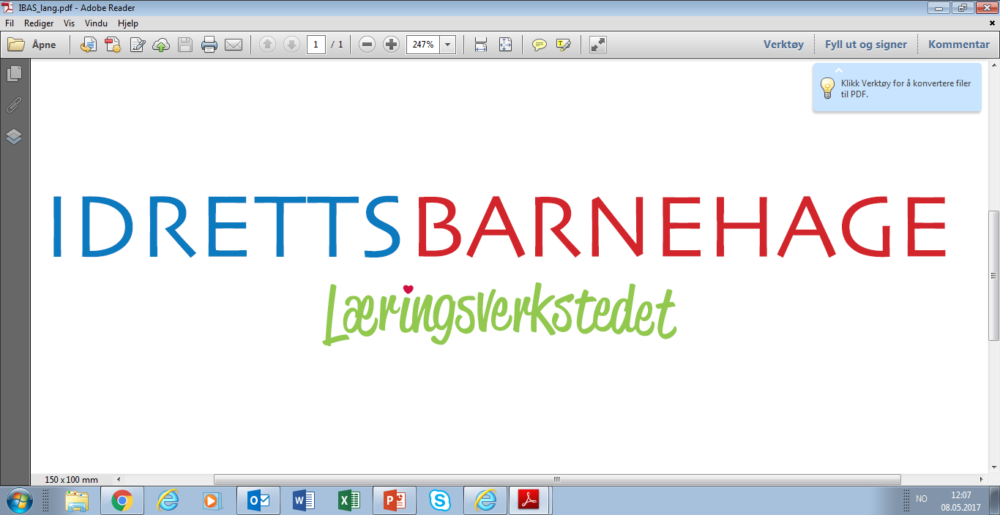 IBAS_lang.pdf - Adobe Reader
Fil Rediger Vis Vindu Hjelp
Åpne 1 / 1 247% Verktøy Fyll ut og signer Kommentar
Klikk Verktøy for å konvertere filer
til PDF.
IDRETTSBARNEHAGE
Læringsverkstedet
150 x 100 mm
NO 12:07
08.05.2017